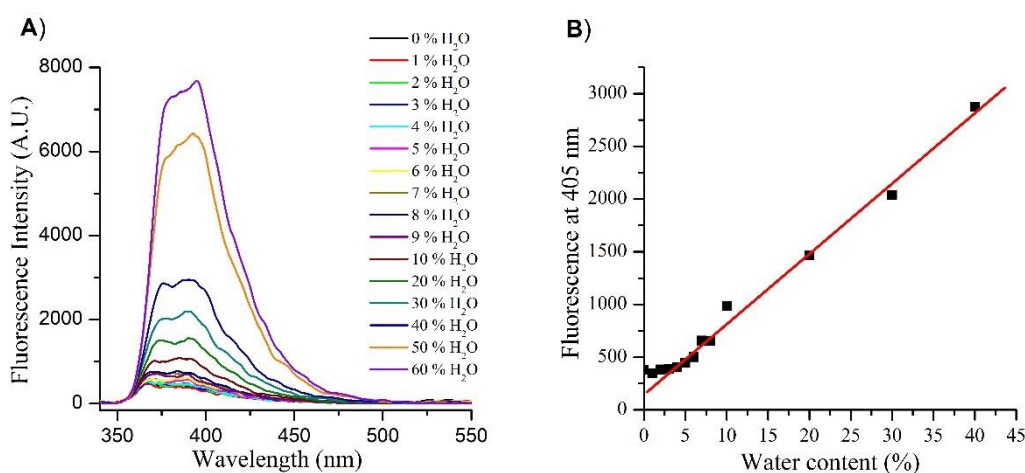 A)
Fluorescence Intensity (A.U.)
8000
6000
4000
2000
0
350 400 450 500 550
Wavelength (nm)
0 % H₂O
1 % H₂O
2 % H₂O
3 % H₂O
4 % H₂O
5 % H₂O
6 % H₂O
7 % H₂O
8 % H₂O
9 % H₂O
10 % H₂O
20 % H₂O
30 % H₂O
40 % H₂O
50 % H₂O
60 % H₂O
B)
Fluorescence at 405 nm
3000
2500
2000
1500
1000
500
0
0 5 10 15 20 25 30 35 40 45
Water content (%)